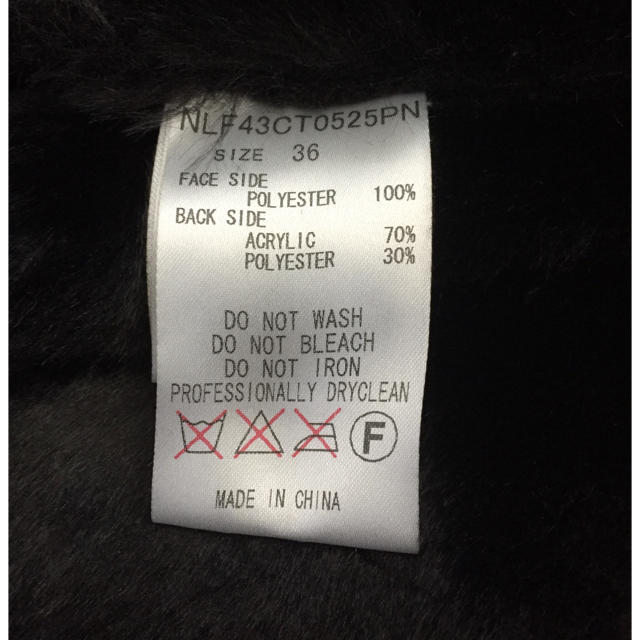 NLF43CT0525PN
SIZE 36
FACE SIDE
POLYESTER 100%
BACK SIDE
ACRYLIC 70%
POLYESTER 30%
DO NOT WASH
DO NOT BLEACH
DO NOT IRON
PROFESSIONALLY DRYCLEAN
F
MADE IN CHINA